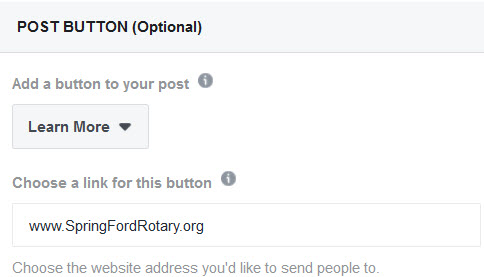 POST BUTTON (Optional)
Add a button to your post
Learn More
Choose a link for this button
www.SpringFordRotary.org
Choose the website address you'd like to send people to.